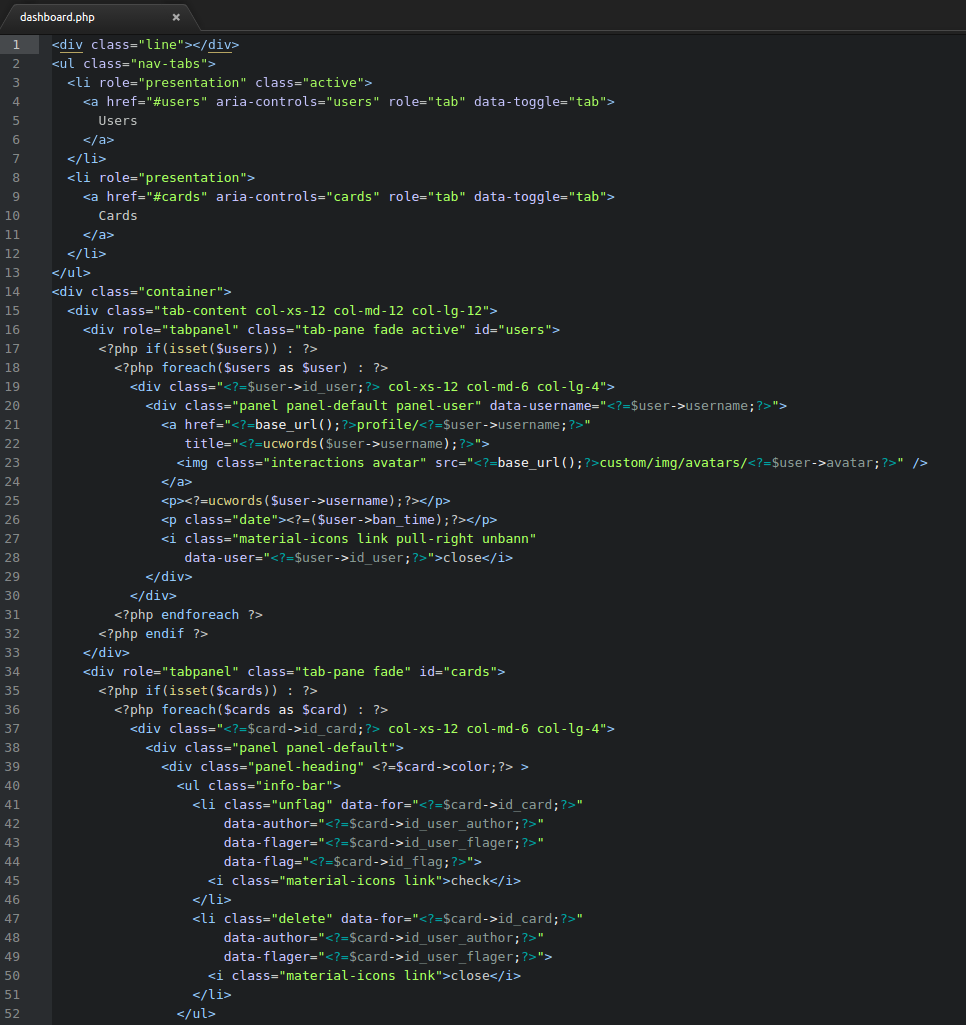 dashboard.php ×
1 <div class="line"></div>
2 <ul class="nav-tabs">
3   <li role="presentation" class="active">
4     <a href="#users" aria-controls="users" role="tab" data-toggle="tab">
5       Users
6     </a>
7   </li>
8   <li role="presentation">
9     <a href="#cards" aria-controls="cards" role="tab" data-toggle="tab">
10       Cards
11     </a>
12   </li>
13 </ul>
14 <div class="container">
15   <div class="tab-content col-xs-12 col-md-12 col-lg-12">
16     <div role="tabpanel" class="tab-pane fade active" id="users">
17       <?php if(isset($users)) : ?>
18         <?php foreach($users as $user) : ?>
19           <div class="<?=$user->id_user;?> col-xs-12 col-md-6 col-lg-4">
20             <div class="panel panel-default panel-user" data-username="<?=$user->username;?>">
21               <a href="<?=base_url();?>profile/<?=$user->username;?>"
22                  title="<?=ucwords($user->username);?>">
23                 <img class="interactions avatar" src="<?=base_url();?>custom/img/avatars/<?=$user->avatar;?>" />
24               </a>
25               <p><?=ucwords($user->username);?></p>
26               <p class="date"><?=($user->ban_time);?></p>
27               <i class="material-icons link pull-right unbann"
28                  data-user="<?=$user->id_user;?>">close</i>
29             </div>
30           </div>
31         <?php endforeach ?>
32       <?php endif ?>
33     </div>
34     <div role="tabpanel" class="tab-pane fade" id="cards">
35       <?php if(isset($cards)) : ?>
36         <?php foreach($cards as $card) : ?>
37           <div class="<?=$card->id_card;?> col-xs-12 col-md-6 col-lg-4">
38             <div class="panel panel-default">
39               <div class="panel-heading" <?=$card->color;?> >
40                 <ul class="info-bar">
41                   <li class="unflag" data-for="<?=$card->id_card;?>"
42                       data-author="<?=$card->id_user_author;?>"
43                       data-flager="<?=$card->id_user_flager;?>"
44                       data-flag="<?=$card->id_flag;?>">
45                     <i class="material-icons link">check</i>
46                   </li>
47                   <li class="delete" data-for="<?=$card->id_card;?>"
48                       data-author="<?=$card->id_user_author;?>"
49                       data-flager="<?=$card->id_user_flager;?>">
50                     <i class="material-icons link">close</i>
51                   </li>
52                 </ul>